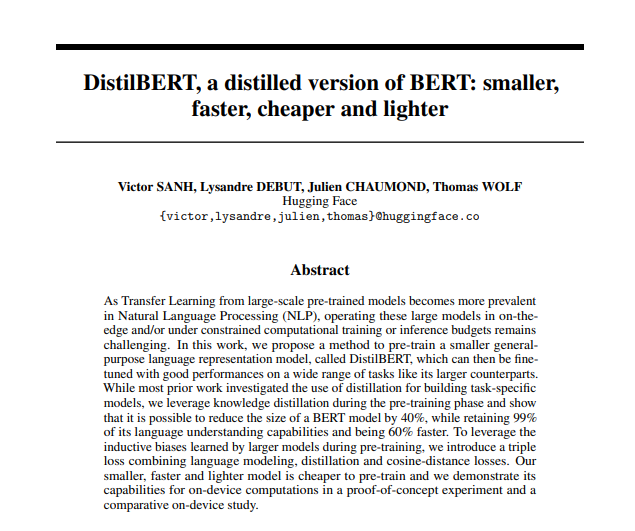 DistilBERT, a distilled version of BERT: smaller,
faster, cheaper and lighter
Victor SANH, Lysandre DEBUT, Julien CHAUMOND, Thomas WOLF
Hugging Face
{victor,lysandre,julien,thomas}@huggingface.co
Abstract
As Transfer Learning from large-scale pre-trained models becomes more prevalent
in Natural Language Processing (NLP), operating these large models in on-the-
edge and/or under constrained computational training or inference budgets remains
challenging. In this work, we propose a method to pre-train a smaller general-
purpose language representation model, called DistilBERT, which can then be fine-
tuned with good performances on a wide range of tasks like its larger counterparts.
While most prior work investigated the use of distillation for building task-specific
models, we leverage knowledge distillation during the pre-training phase and show
that it is possible to reduce the size of a BERT model by 40%, while retaining 99%
of its language understanding capabilities and being 60% faster. To leverage the
inductive biases learned by larger models during pre-training, we introduce a triple
loss combining language modeling, distillation and cosine-distance losses. Our
smaller, faster and lighter model is cheaper to pre-train and we demonstrate its
capabilities for on-device computations in a proof-of-concept experiment and a
comparative on-device study.